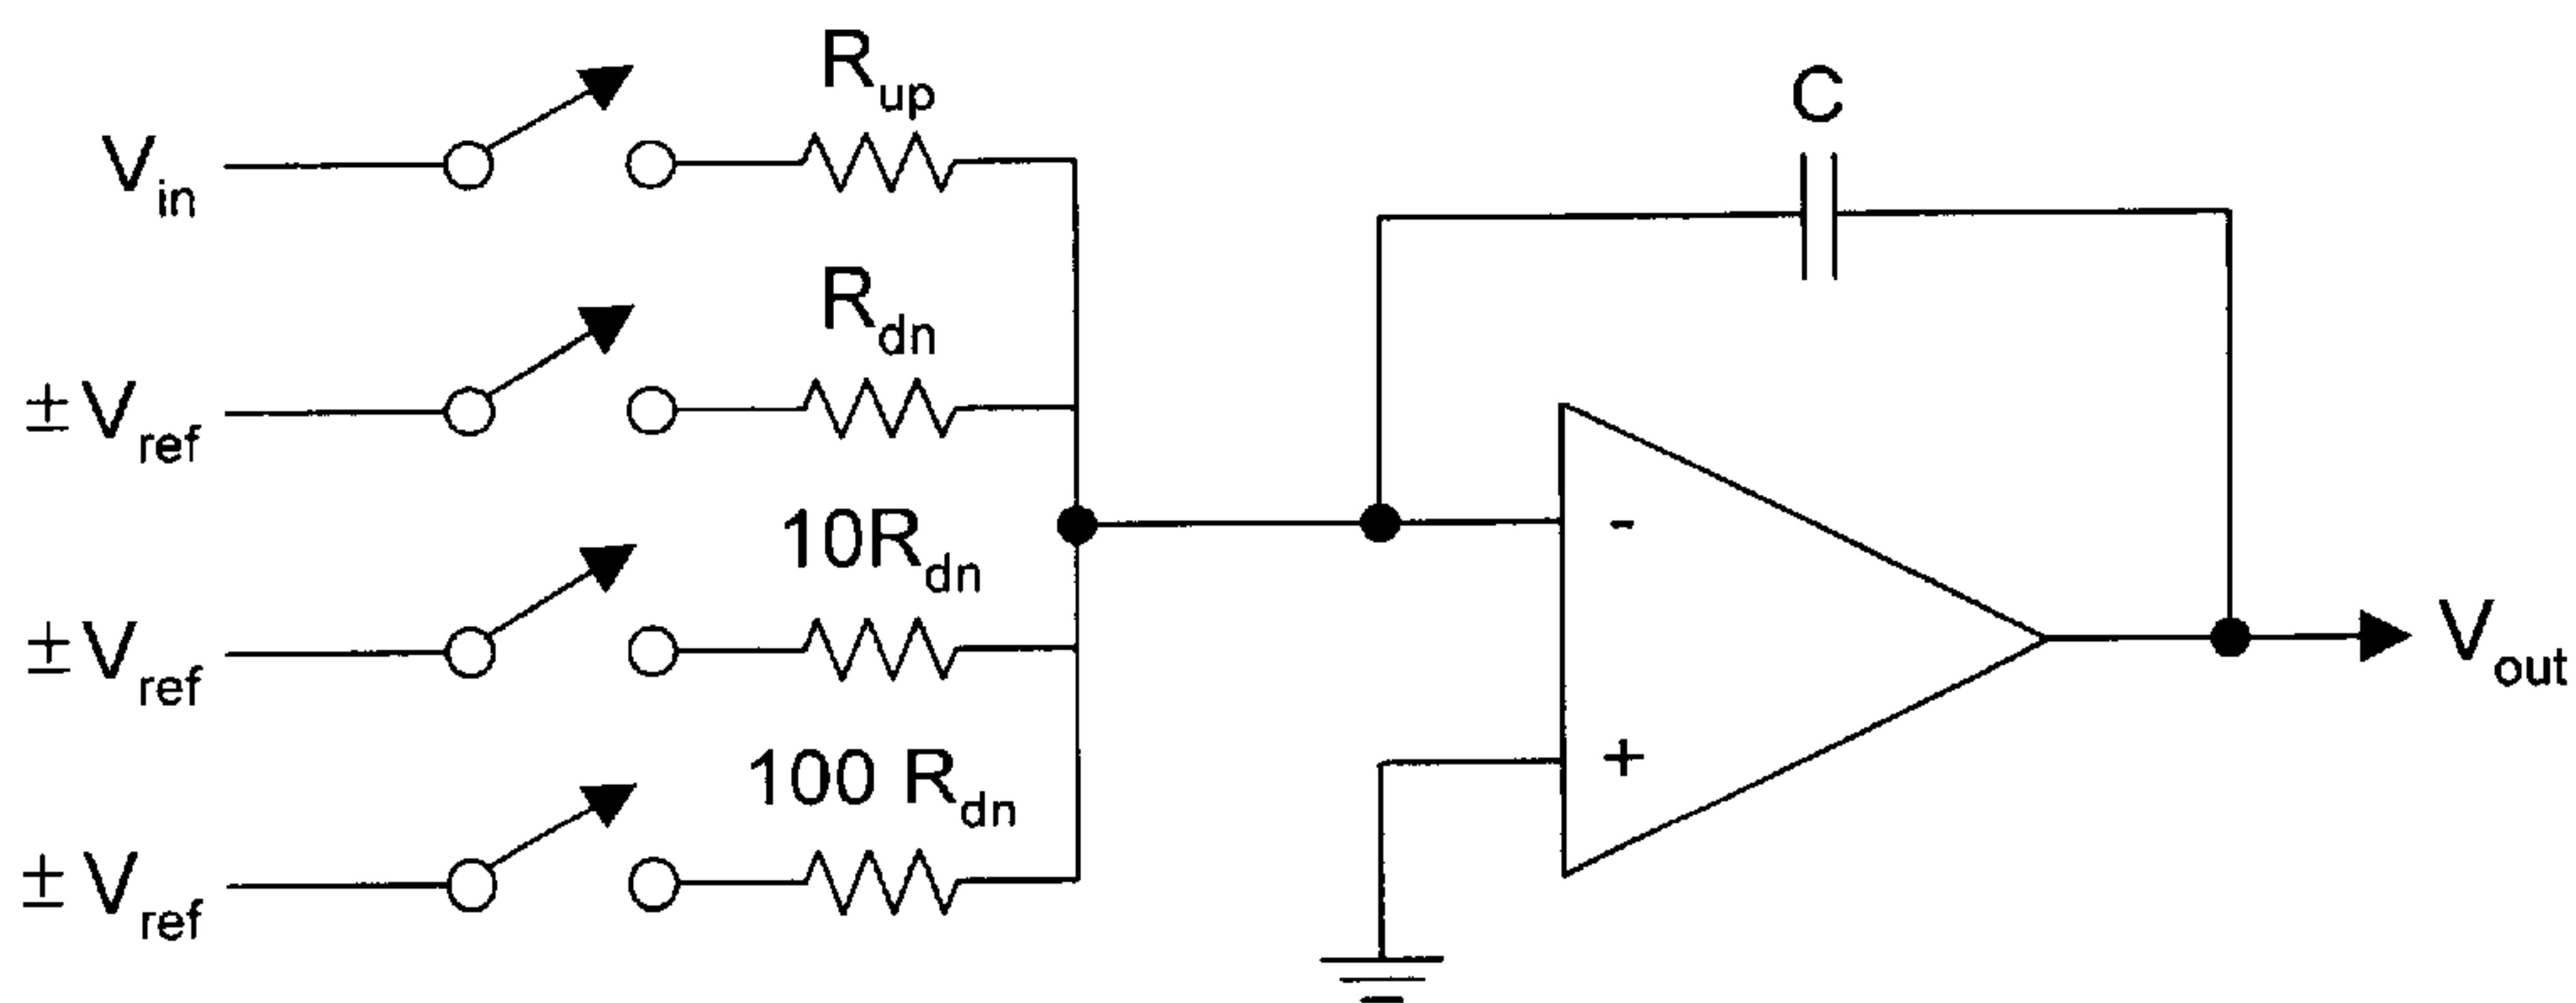 R_up
V_in
C
R_dn
± V_ref
10R_dn
± V_ref
100 R_dn
± V_ref
-
+
V_out